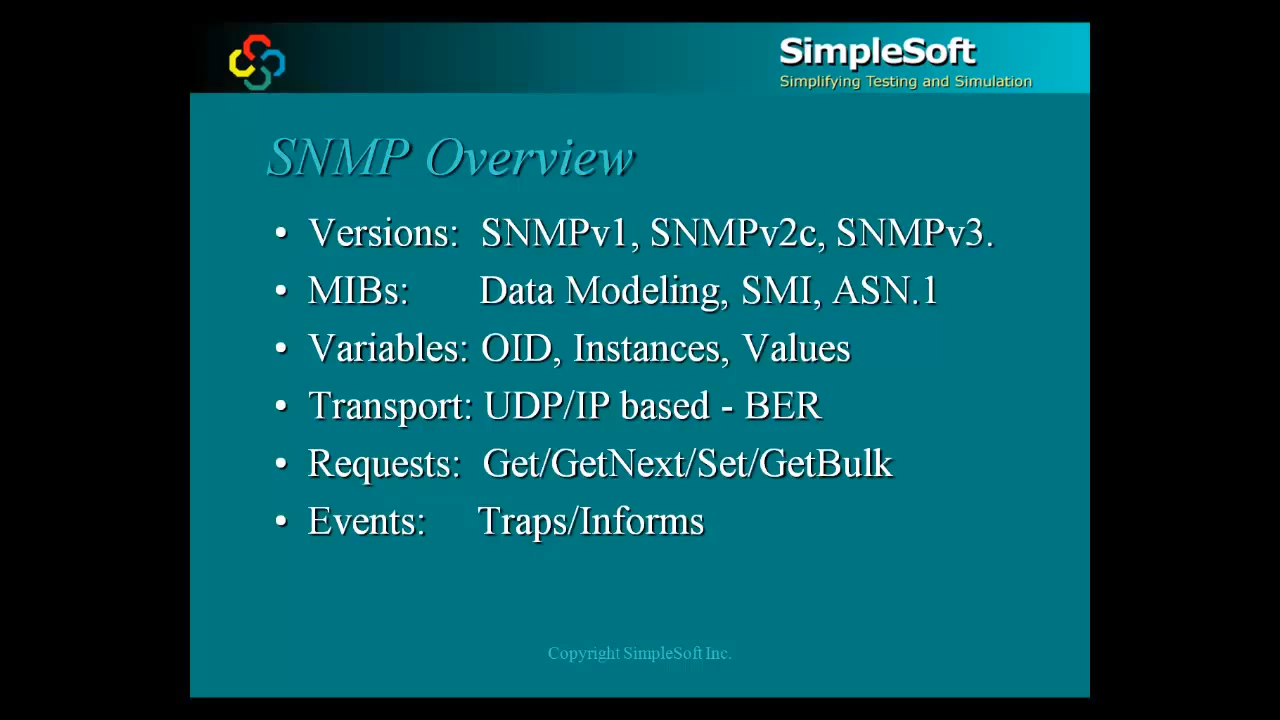 SimpleSoft
Simplifying Testing and Simulation
SNMP Overview
• Versions: SNMPv1, SNMPv2c, SNMPv3.
• MIBs: Data Modeling, SMI, ASN.1
• Variables: OID, Instances, Values
• Transport: UDP/IP based - BER
• Requests: Get/GetNext/Set/GetBulk
• Events: Traps/Informs
Copyright SimpleSoft Inc.